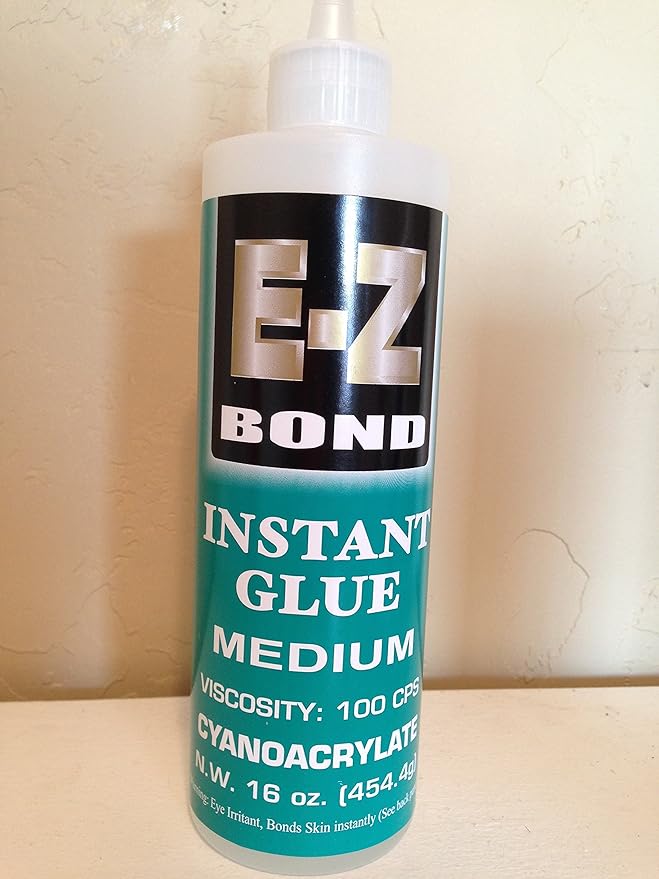 E-Z
BOND
INSTANT
GLUE
MEDIUM
VISCOSITY: 100 CPS
CYANOACRYLATE
N.W. 16 oz. (454.4g)
Eye Irritant, Bonds Skin instantly (See back